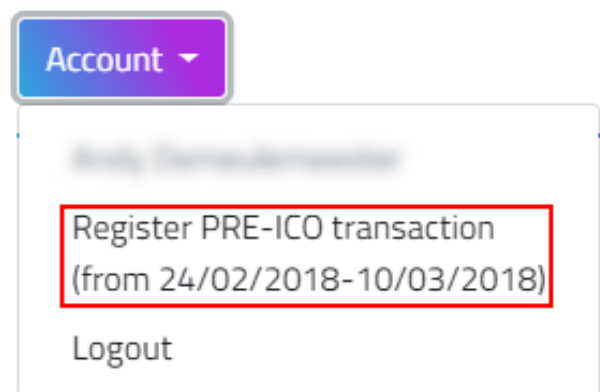 Account
Register PRE-ICO transaction
(from 24/02/2018-10/03/2018)
Logout